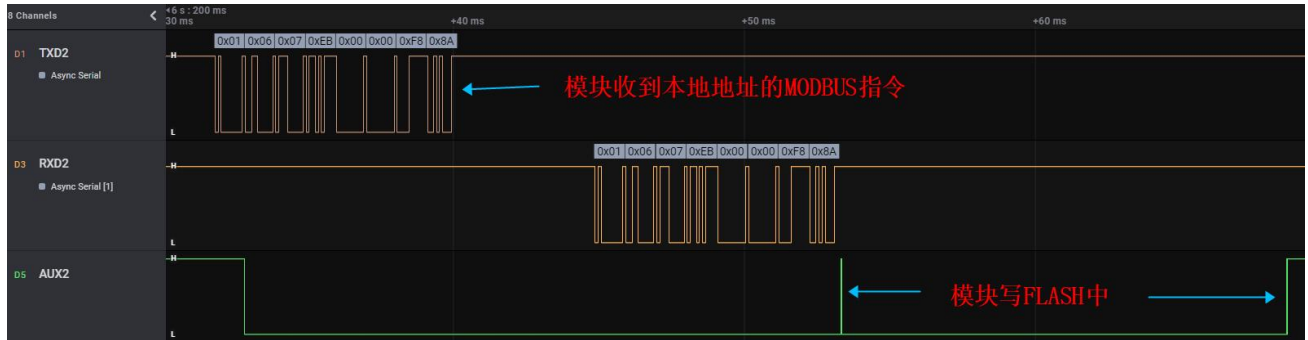 8 Channels
6 s : 200 ms
30 ms
+40 ms
+50 ms
+60 ms
D1 TXD2
Async Serial
H
L
0x01 0x06 0x07 0xEB 0x00 0x00 0xF8 0x8A
模块收到本地地址的MODBUS指令
D3 RXD2
Async Serial [1]
H
L
0x01 0x06 0x07 0xEB 0x00 0x00 0xF8 0x8A
D5 AUX2
H
L
模块写FLASH中